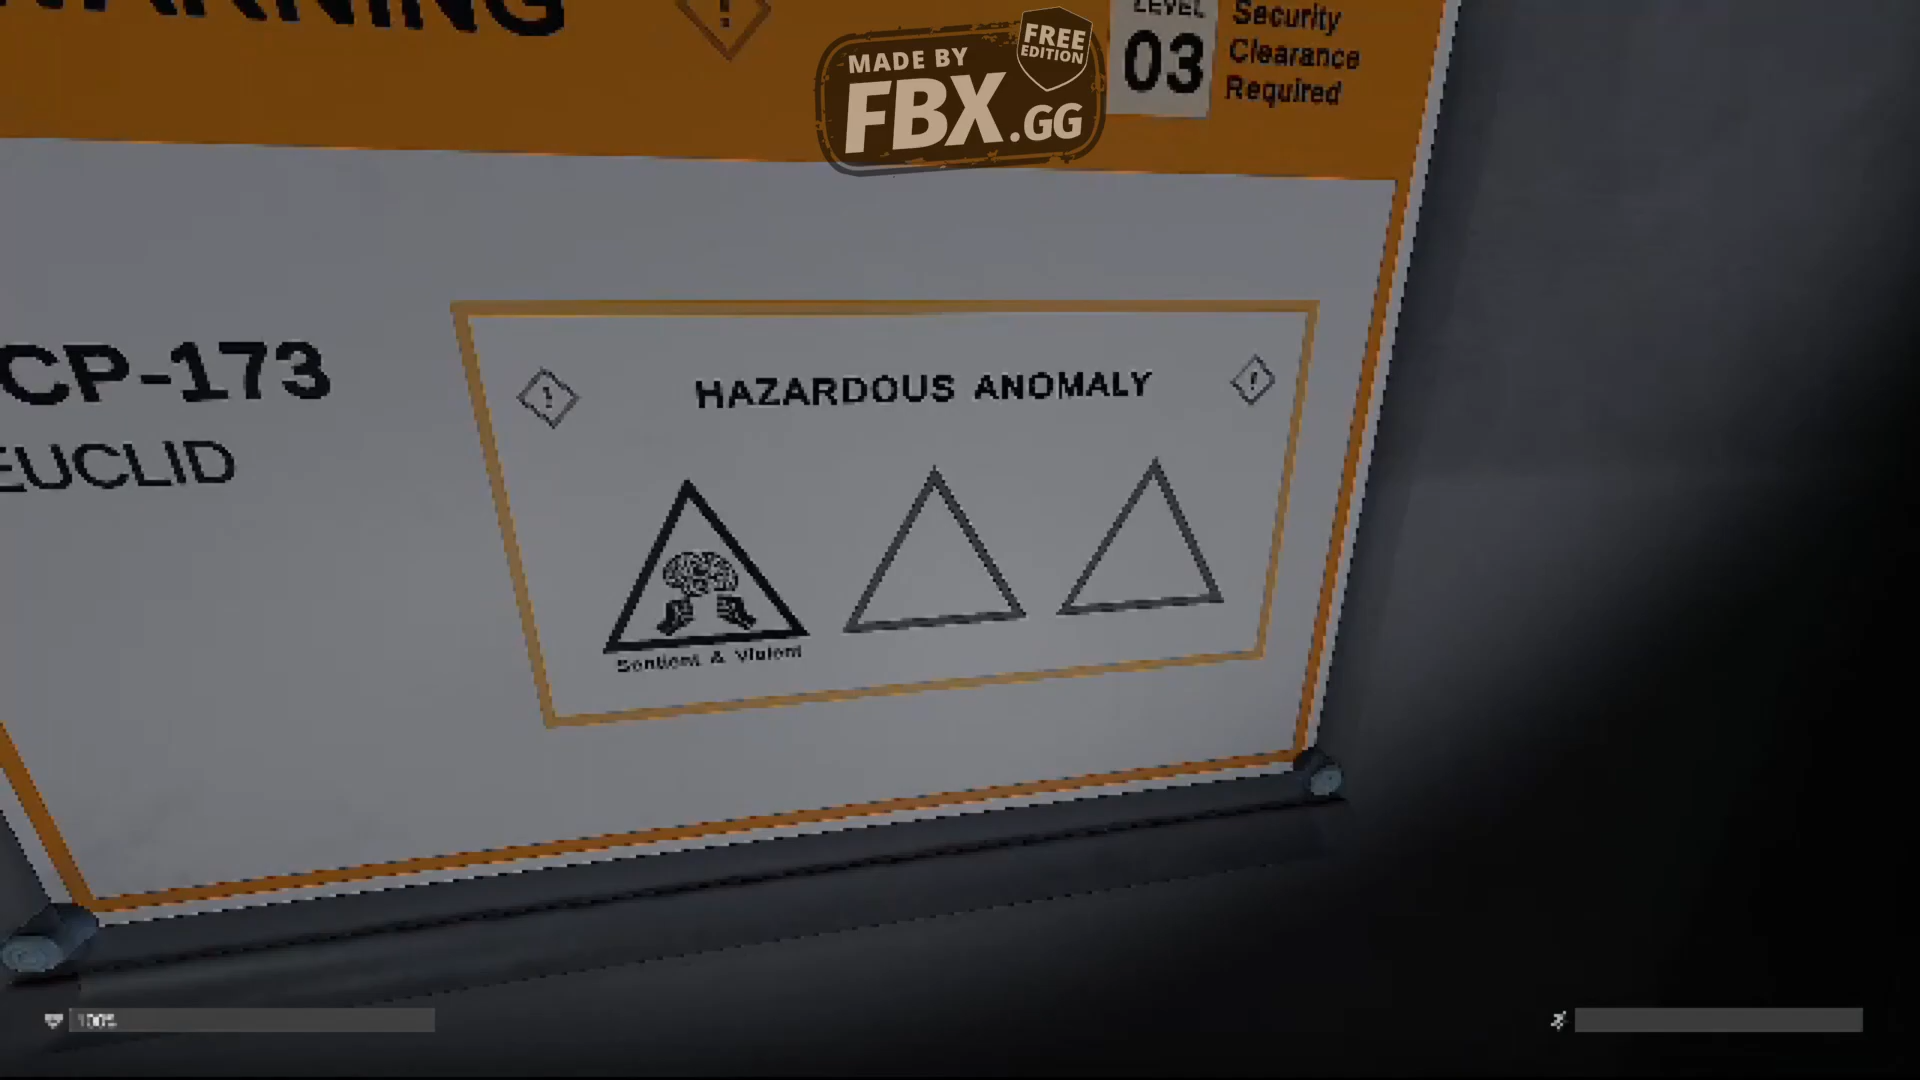 WARNING
!
MADE BY
FREE
EDITION
FBX.GG
LEVEL
03
Security
Clearance
Required
CP-173
EUCLID
! HAZARDOUS ANOMALY !
Sentient & Violent
100%